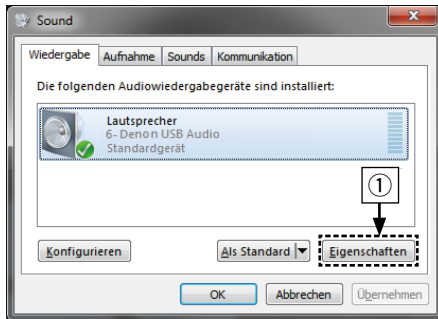 Sound
Wiedergabe Aufnahme Sounds Kommunikation
Die folgenden Audiowiedergabegeräte sind installiert:
Lautsprecher
6- Denon USB Audio
Standardgerät
①
Konfigurieren Als Standard Eigenschaften
OK Abbrechen Übernehmen